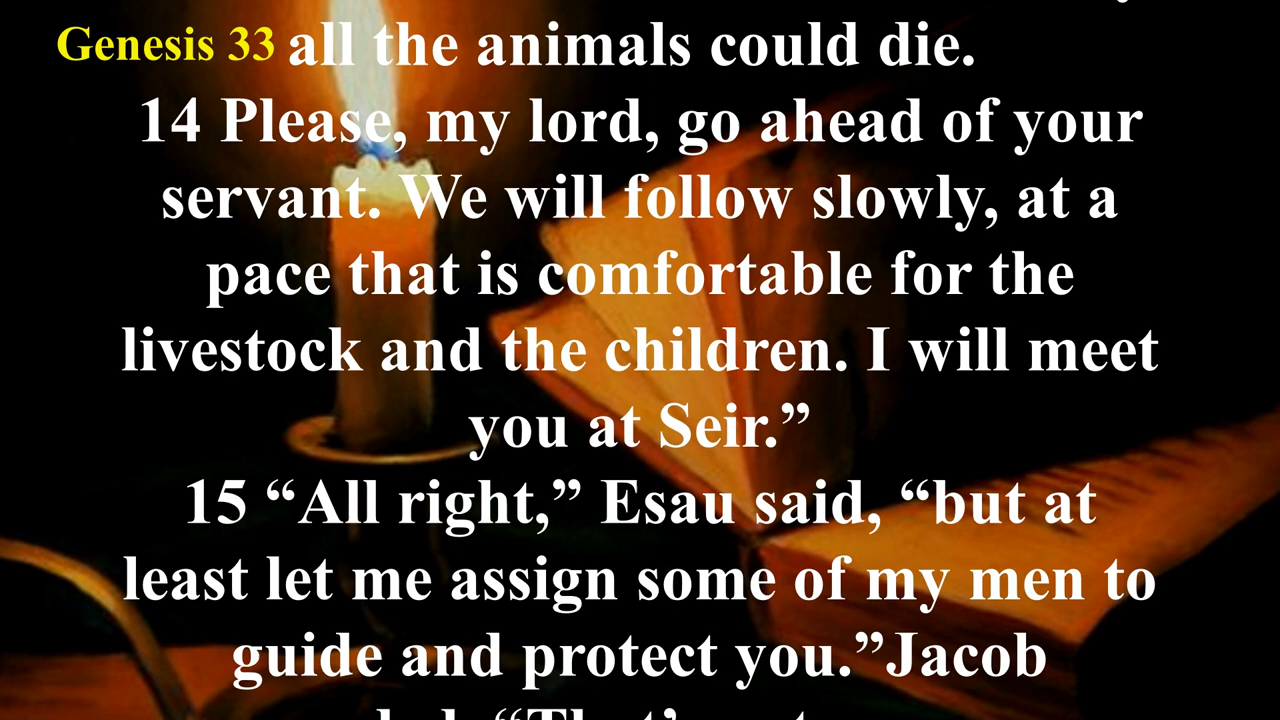 Genesis 33 all the animals could die.
14 Please, my lord, go ahead of your
servant. We will follow slowly, at a
pace that is comfortable for the
livestock and the children. I will meet
you at Seir.”
15 “All right,” Esau said, “but at
least let me assign some of my men to
guide and protect you.”Jacob